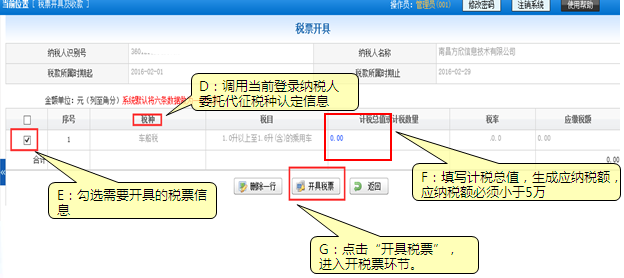 当前位置 [ 税票开具及收款 ] 操作员：管理员(001) 修改密码 注销系统 使用帮助
税票开具
纳税人识别号 360...... 纳税人名称 南昌方欣信息技术有限公司
税款所属时期起 2016-02-01 税款所属时期止 2016-02-29
D：调用当前登录纳税人
委托代征税种认定信息
金额单位：元（列至角分）系统默认将六条数据
序号 税种 税目 计税总值或计税数量 税率 应缴税额
1 车船税 1.0升以上至1.6升(含)的乘用车 0.00 .0.0 0.00
合计 0.00
E：勾选需要开具的税票信
息
F：填写计税总值，生成应纳税额，
应纳税额必须小于5万
删除一行 开具税票 返回
G：点击“开具税票”，
进入开税票环节。